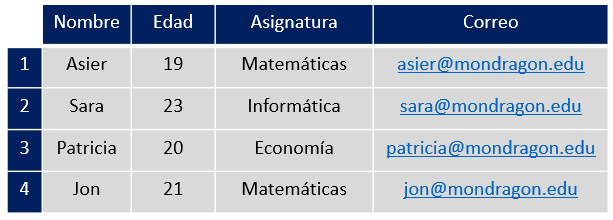 Nombre Edad Asignatura Correo
1 Asier 19 Matemáticas asier@mondragon.edu
2 Sara 23 Informática sara@mondragon.edu
3 Patricia 20 Economía patricia@mondragon.edu
4 Jon 21 Matemáticas jon@mondragon.edu